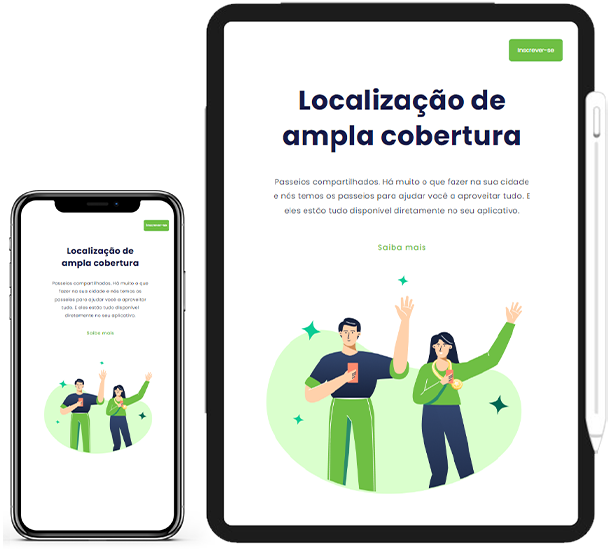 Inscrever-se
Localização de
ampla cobertura
Passeios compartilhados. Há muito o que fazer na sua cidade
e nós temos os passeios para ajudar você a aproveitar tudo. E
eles estão tudo disponível diretamente no seu aplicativo.
Saiba mais
Inscrever-se
Localização de
ampla cobertura
Passeios compartilhados. Há muito o que
fazer na sua cidade e nós temos os
passeios para ajudar você a aproveitar
tudo. E eles estão tudo disponível
diretamente no seu aplicativo.
Saiba mais